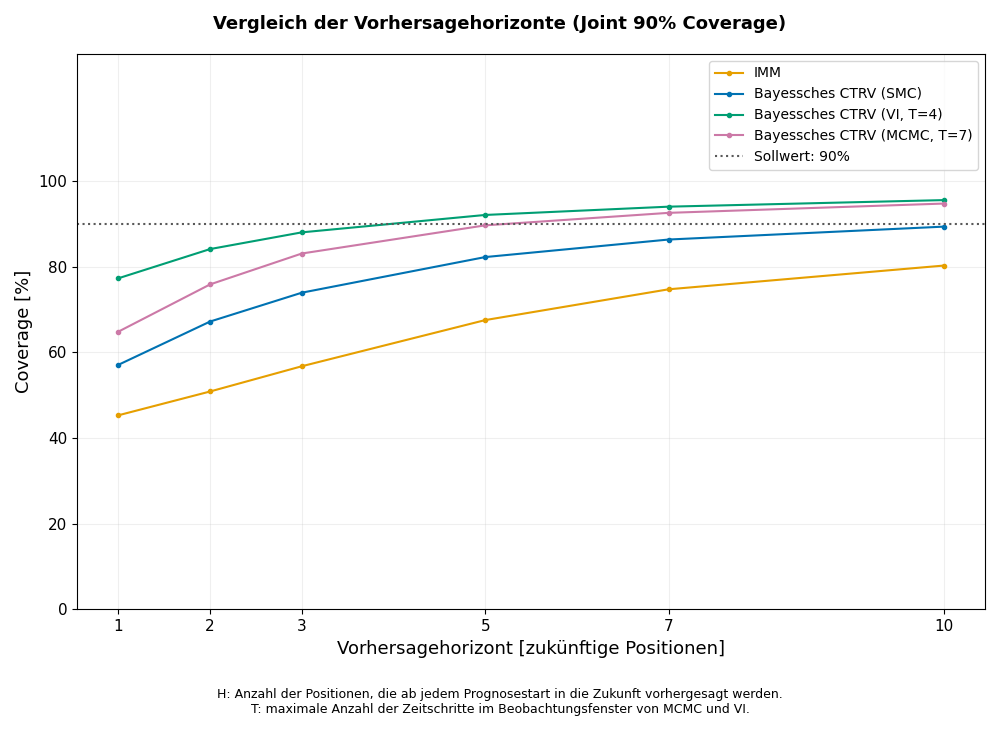 Vergleich der Vorhersagehorizonte (Joint 90% Coverage)
IMM
Bayessches CTRV (SMC)
Bayessches CTRV (VI, T=4)
Bayessches CTRV (MCMC, T=7)
Sollwert: 90%
Coverage [%]
100
80
60
40
20
0
1 2 3 5 7 10
Vorhersagehorizont [zukünftige Positionen]
H: Anzahl der Positionen, die ab jedem Prognosestart in die Zukunft vorhergesagt werden.
T: maximale Anzahl der Zeitschritte im Beobachtungsfenster von MCMC und VI.